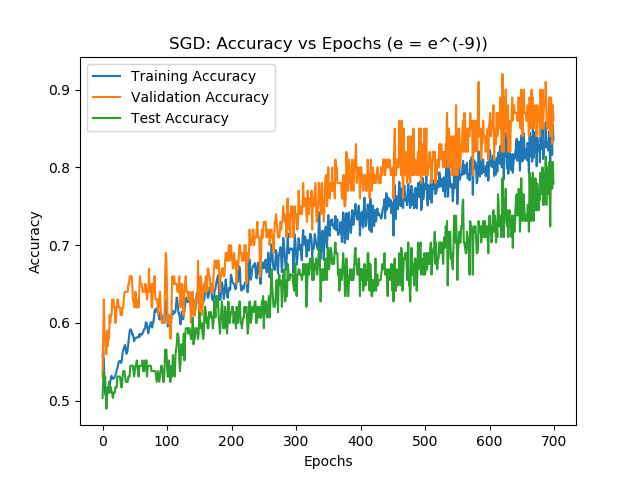 SGD: Accuracy vs Epochs (e = e^(-9))
Training Accuracy
Validation Accuracy
Test Accuracy
0.9
0.8
0.7
0.6
0.5
Accuracy
0 100 200 300 400 500 600 700
Epochs